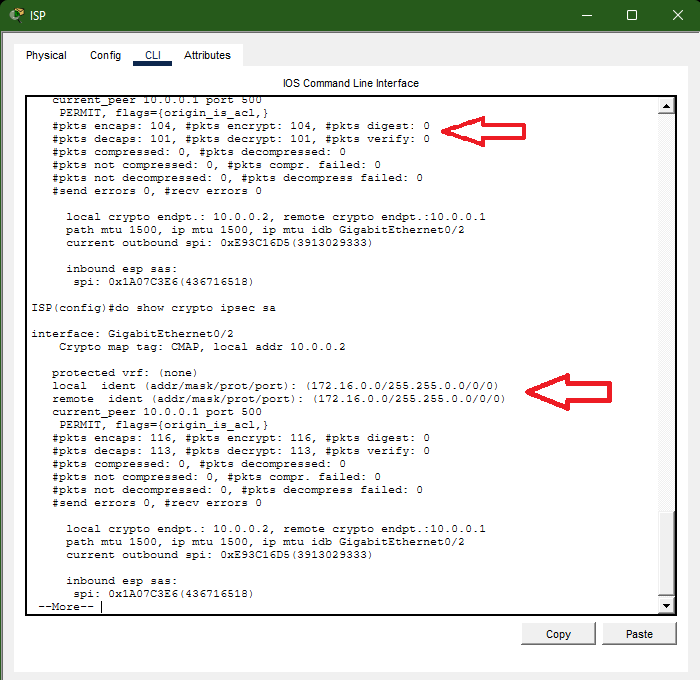 ISP
Physical Config CLI Attributes
IOS Command Line Interface
current_peer 10.0.0.1 port 500
PERMIT, flags={origin_is_acl,}
#pkts encaps: 104, #pkts encrypt: 104, #pkts digest: 0
#pkts decaps: 101, #pkts decrypt: 101, #pkts verify: 0
#pkts compressed: 0, #pkts decompressed: 0
#pkts not compressed: 0, #pkts compr. failed: 0
#pkts not decompressed: 0, #pkts decompress failed: 0
#send errors 0, #recv errors 0
local crypto endpt.: 10.0.0.2, remote crypto endpt.:10.0.0.1
path mtu 1500, ip mtu 1500, ip mtu idb GigabitEthernet0/2
current outbound spi: 0xE93C16D5(3913029333)
inbound esp sas:
spi: 0x1A07C3E6(436716518)
ISP(config)#do show crypto ipsec sa
interface: GigabitEthernet0/2
Crypto map tag: CMAP, local addr 10.0.0.2
protected vrf: (none)
local  ident (addr/mask/prot/port): (172.16.0.0/255.255.0.0/0/0)
remote  ident (addr/mask/prot/port): (172.16.0.0/255.255.0.0/0/0)
current_peer 10.0.0.1 port 500
PERMIT, flags={origin_is_acl,}
#pkts encaps: 116, #pkts encrypt: 116, #pkts digest: 0
#pkts decaps: 113, #pkts decrypt: 113, #pkts verify: 0
#pkts compressed: 0, #pkts decompressed: 0
#pkts not compressed: 0, #pkts compr. failed: 0
#pkts not decompressed: 0, #pkts decompress failed: 0
#send errors 0, #recv errors 0
local crypto endpt.: 10.0.0.2, remote crypto endpt.:10.0.0.1
path mtu 1500, ip mtu 1500, ip mtu idb GigabitEthernet0/2
current outbound spi: 0xE93C16D5(3913029333)
inbound esp sas:
spi: 0x1A07C3E6(436716518)
--More--
Copy Paste